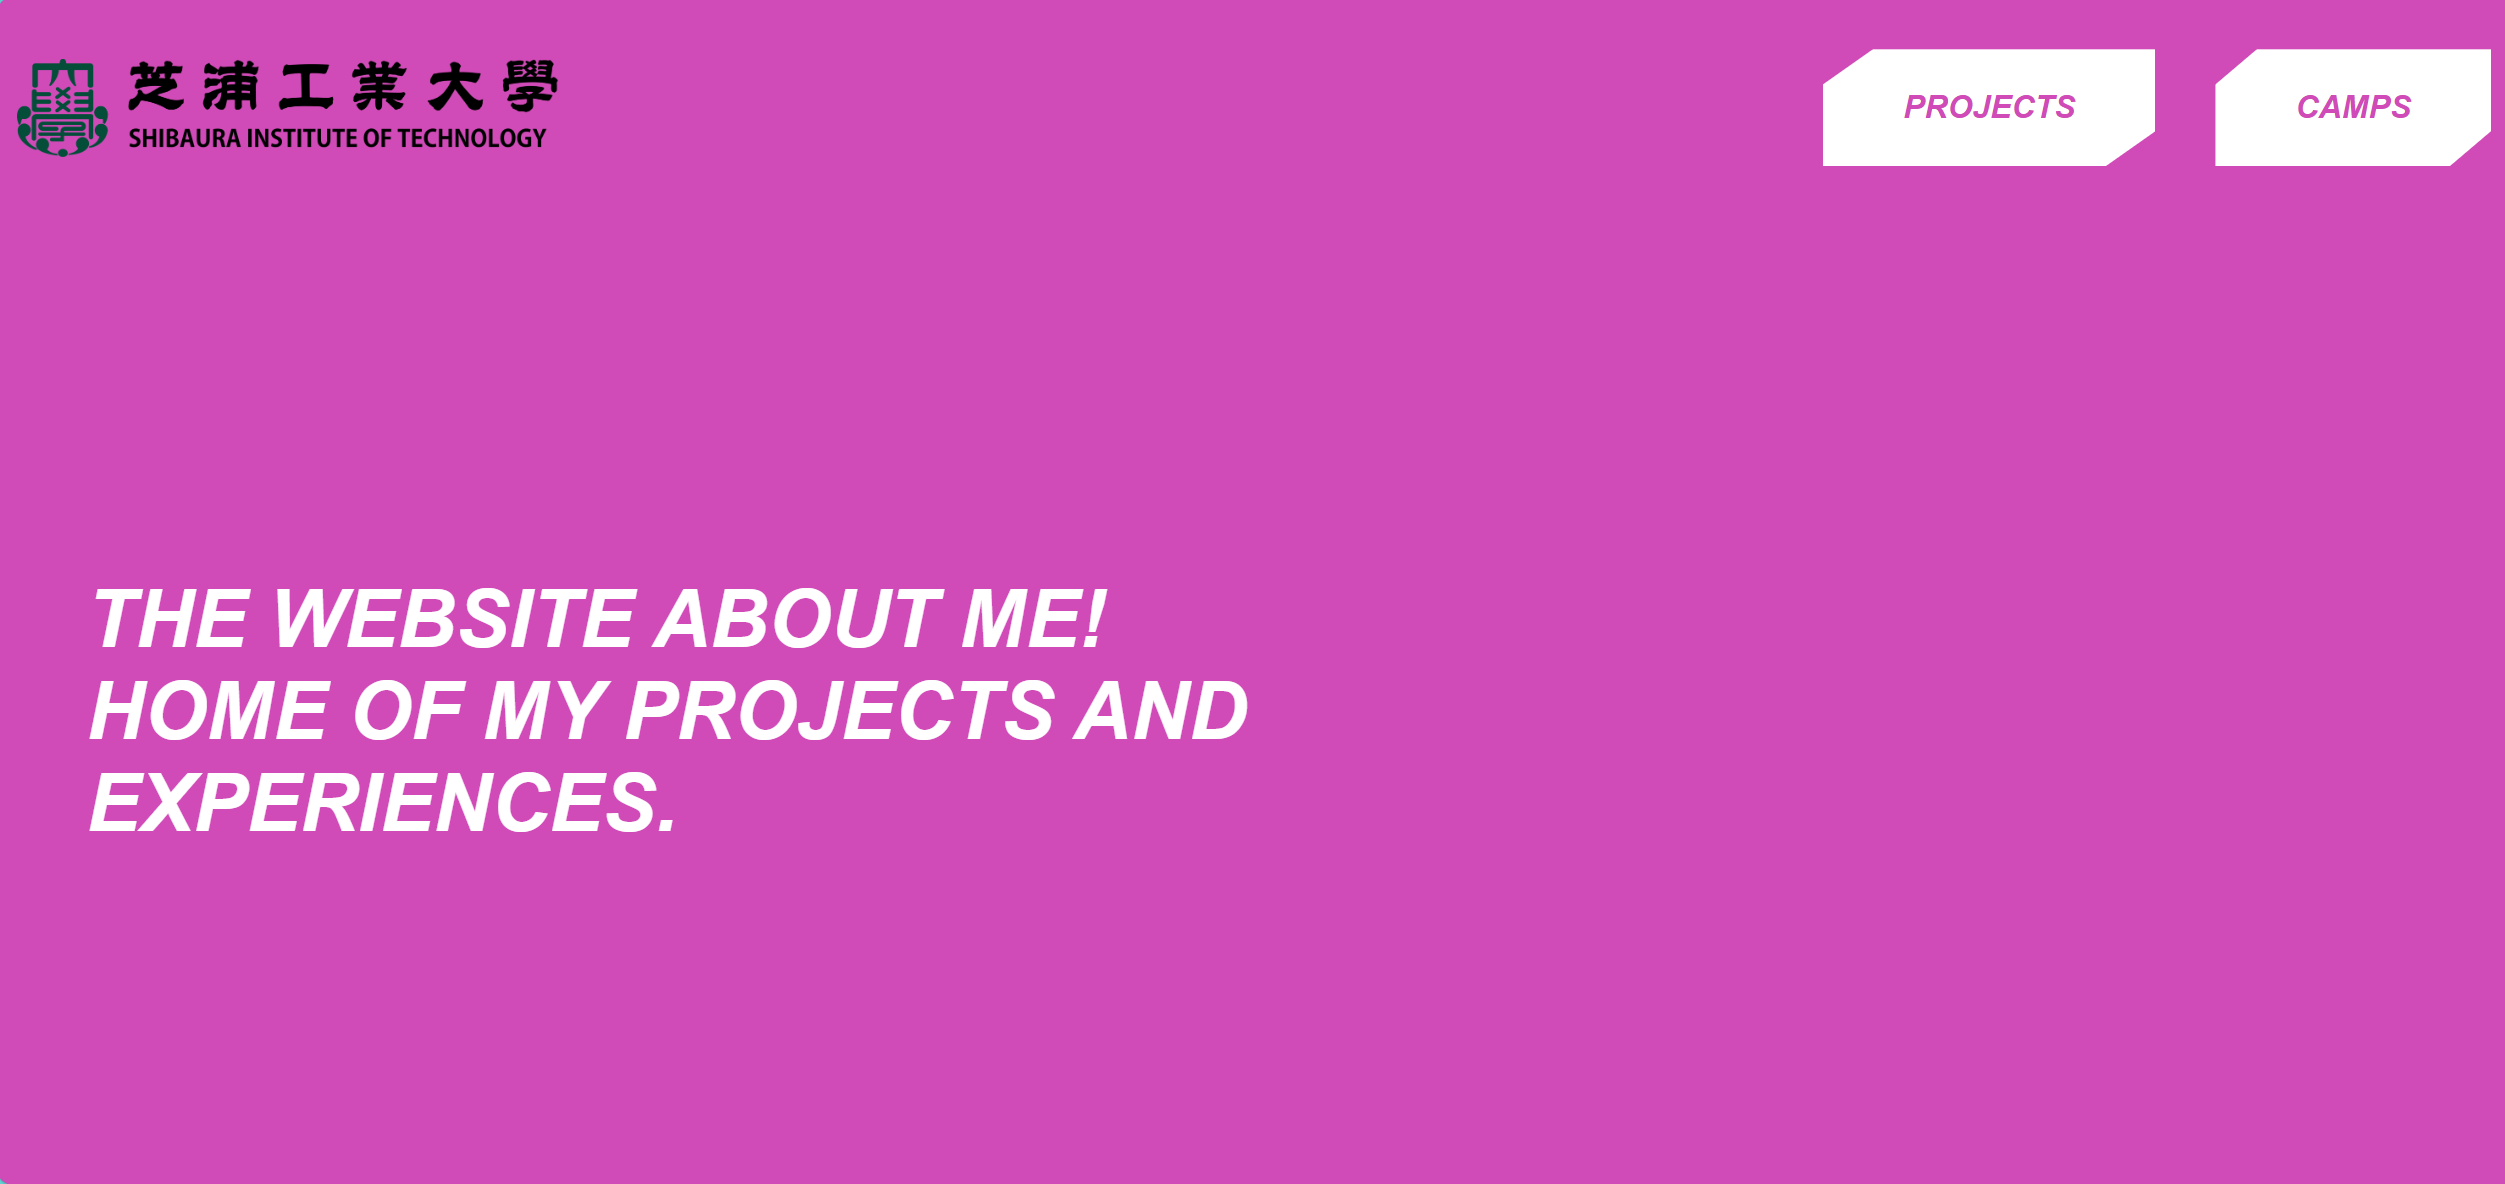 芝浦工業大學
SHIBAURA INSTITUTE OF TECHNOLOGY
PROJECTS
CAMPS
THE WEBSITE ABOUT ME!
HOME OF MY PROJECTS AND
EXPERIENCES.